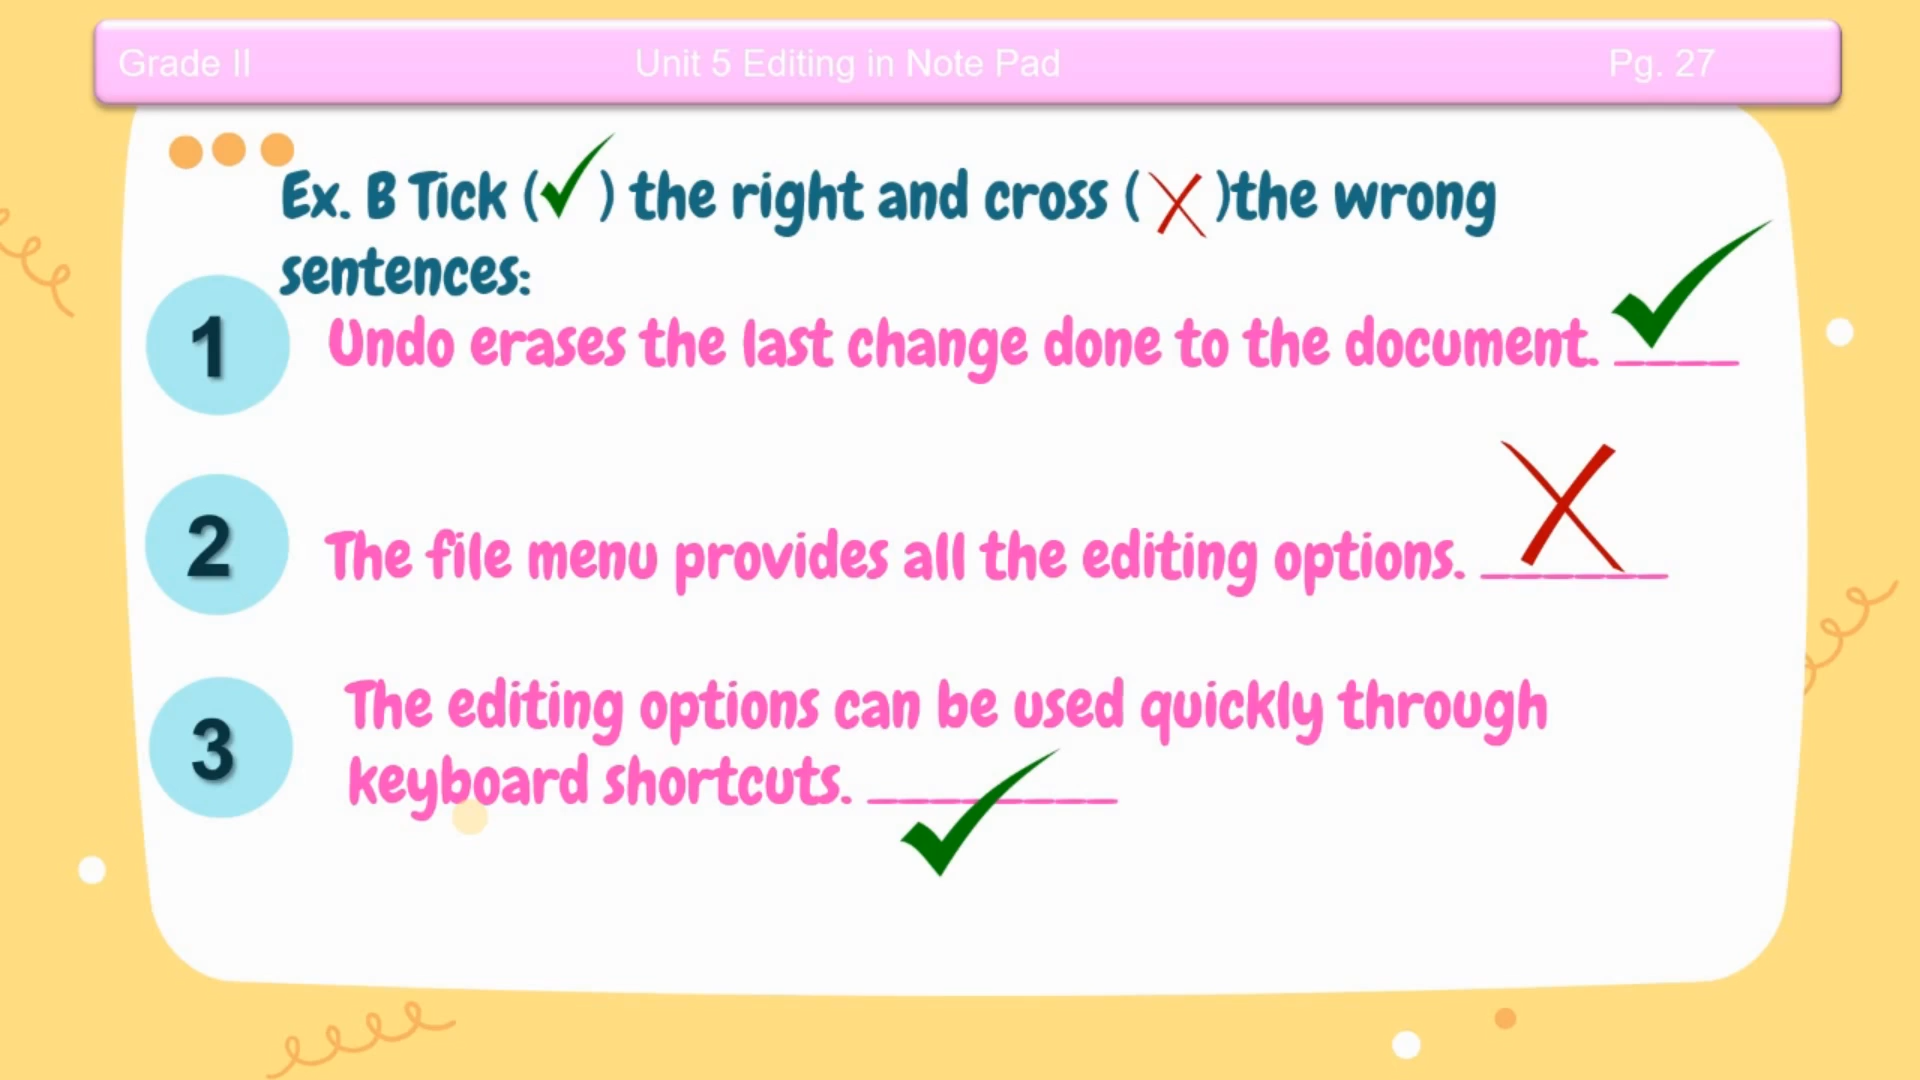 Grade II Unit 5 Editing in Note Pad Pg. 27
Ex. B Tick (✓) the right and cross (✗)the wrong
sentences:
1 Undo erases the last change done to the document. ____ ✓
2 The file menu provides all the editing options. ______ ✗
3 The editing options can be used quickly through
keyboard shortcuts. ________ ✓